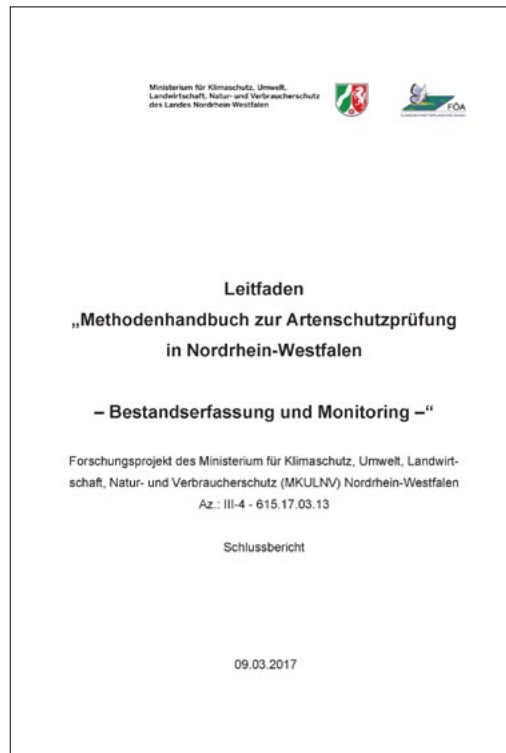 Ministerium für Klimaschutz, Umwelt,
Landwirtschaft, Natur- und Verbraucherschutz
des Landes Nordrhein-Westfalen
FÖA
Leitfaden
„Methodenhandbuch zur Artenschutzprüfung
in Nordrhein-Westfalen
– Bestandserfassung und Monitoring –“
Forschungsprojekt des Ministerium für Klimaschutz, Umwelt, Landwirt-
schaft, Natur- und Verbraucherschutz (MKULNV) Nordrhein-Westfalen
Az.: III-4 - 615.17.03.13
Schlussbericht
09.03.2017